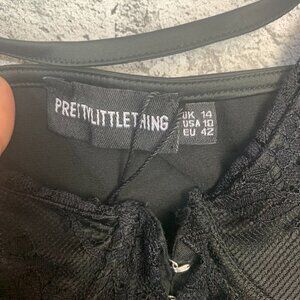 PRETTYLITTLETHING
UK 14
USA 10
EU 42